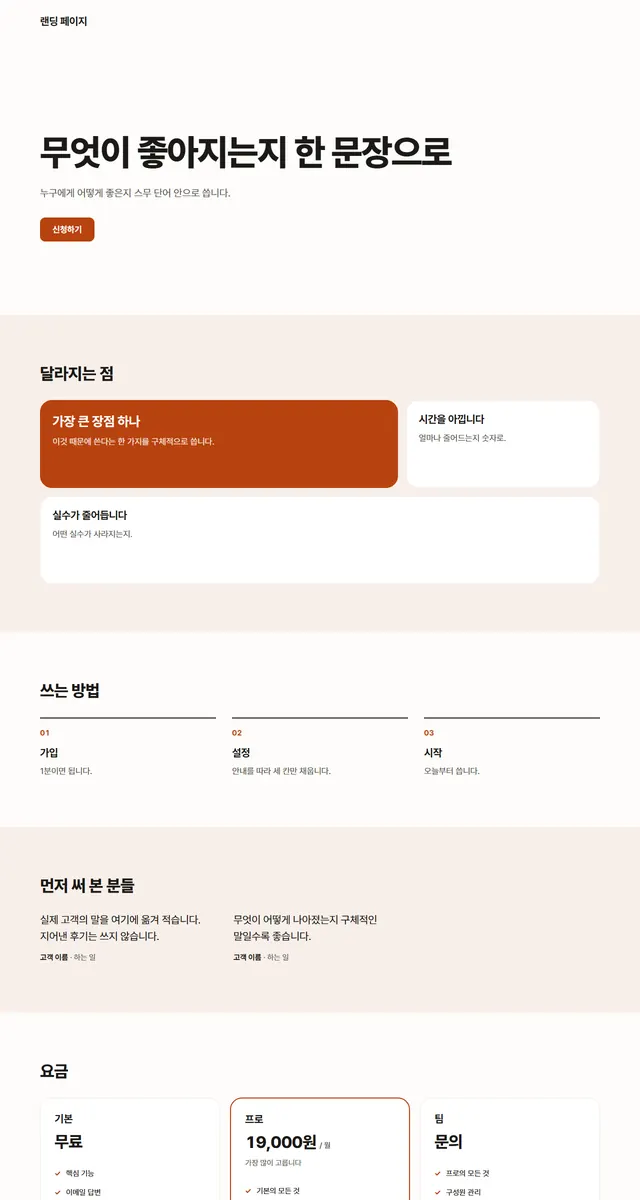 랜딩 페이지
무엇이 좋아지는지 한 문장으로
누구에게 어떻게 좋은지 스무 단어 안으로 씁니다.
신청하기
달라지는 점
가장 큰 장점 하나
이것 때문에 쓴다는 한 가지를 구체적으로 씁니다.
시간을 아낍니다
얼마나 줄어드는지 숫자로.
실수가 줄어듭니다
어떤 실수가 사라지는지.
쓰는 방법
01
가입
1분이면 됩니다.
02
설정
안내를 따라 세 칸만 채웁니다.
03
시작
오늘부터 씁니다.
먼저 써 본 분들
실제 고객의 말을 여기에 옮겨 적습니다.
지어낸 후기는 쓰지 않습니다.
고객 이름 · 하는 일
무엇이 어떻게 나아졌는지 구체적인
말일수록 좋습니다.
고객 이름 · 하는 일
요금
기본
무료
✓ 핵심 기능
✓ 이메일 답변
프로
19,000원 / 월
가장 많이 고릅니다
✓ 기본의 모든 것
팀
문의
✓ 프로의 모든 것
✓ 구성원 관리